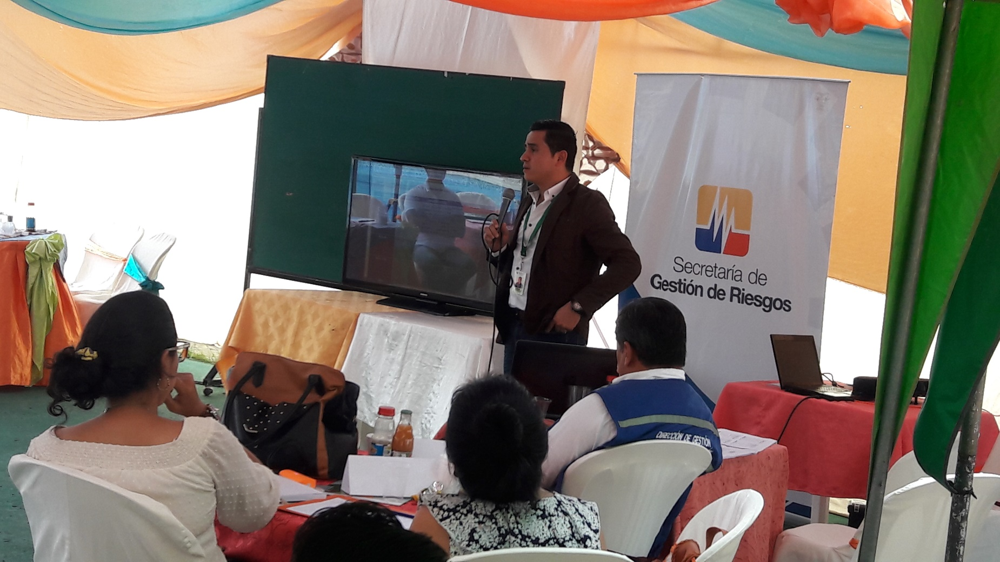 Secretaría de
Gestión de Riesgos
DIRECCIÓN DE GESTIÓN